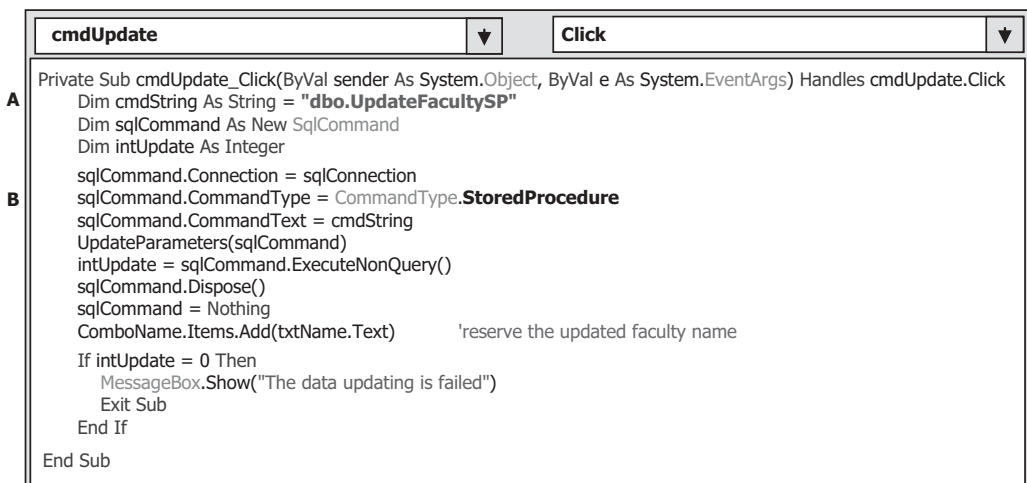 cmdUpdate Click
Private Sub cmdUpdate_Click(ByVal sender As System.Object, ByVal e As System.EventArgs) Handles cmdUpdate.Click
A Dim cmdString As String = "dbo.UpdateFacultySP"
Dim sqlCommand As New SqlCommand
Dim intUpdate As Integer
sqlCommand.Connection = sqlConnection
B sqlCommand.CommandType = CommandType.StoredProcedure
sqlCommand.CommandText = cmdString
UpdateParameters(sqlCommand)
intUpdate = sqlCommand.ExecuteNonQuery()
sqlCommand.Dispose()
sqlCommand = Nothing
ComboName.Items.Add(txtName.Text) 'reserve the updated faculty name
If intUpdate = 0 Then
MessageBox.Show("The data updating is failed")
Exit Sub
End If
End Sub